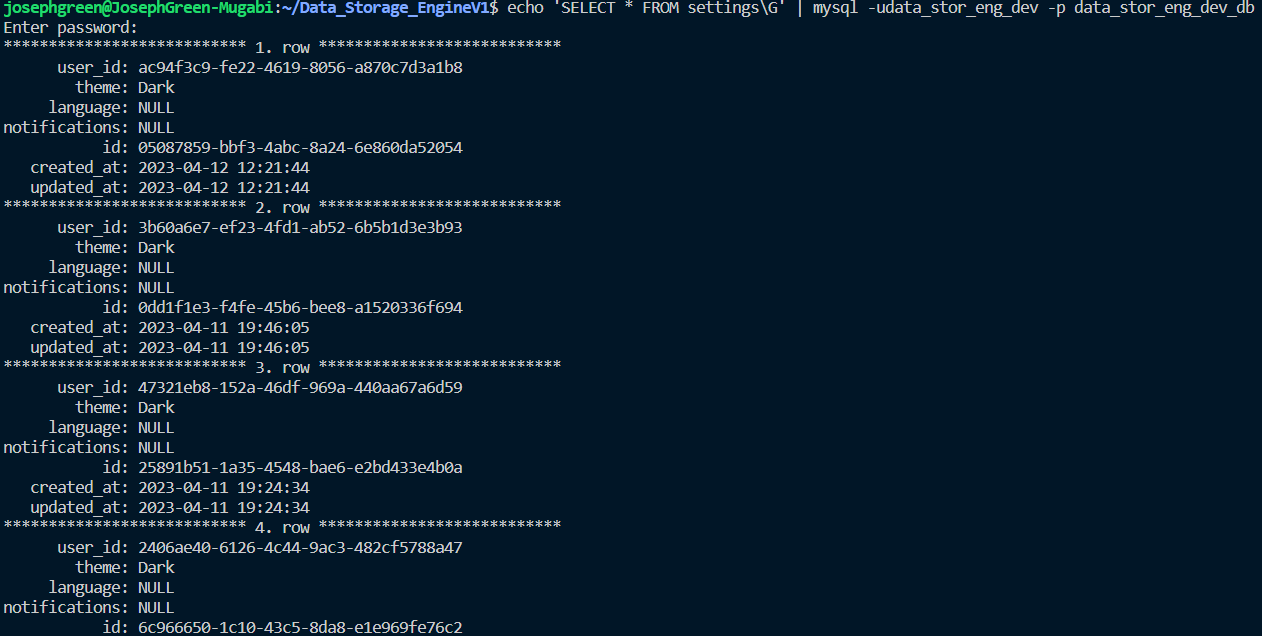 josephgreen@JosephGreen-Mugabi:~/Data_Storage_EngineV1$ echo 'SELECT * FROM settings\G' | mysql -udata_stor_eng_dev -p data_stor_eng_dev_db
Enter password:
*************************** 1. row ***************************
user_id: ac94f3c9-fe22-4619-8056-a870c7d3a1b8
theme: Dark
language: NULL
notifications: NULL
id: 05087859-bbf3-4abc-8a24-6e860da52054
created_at: 2023-04-12 12:21:44
updated_at: 2023-04-12 12:21:44
*************************** 2. row ***************************
user_id: 3b60a6e7-ef23-4fd1-ab52-6b5b1d3e3b93
theme: Dark
language: NULL
notifications: NULL
id: 0dd1f1e3-f4fe-45b6-bee8-a1520336f694
created_at: 2023-04-11 19:46:05
updated_at: 2023-04-11 19:46:05
*************************** 3. row ***************************
user_id: 47321eb8-152a-46df-969a-440aa67a6d59
theme: Dark
language: NULL
notifications: NULL
id: 25891b51-1a35-4548-bae6-e2bd433e4b0a
created_at: 2023-04-11 19:24:34
updated_at: 2023-04-11 19:24:34
*************************** 4. row ***************************
user_id: 2406ae40-6126-4c44-9ac3-482cf5788a47
theme: Dark
language: NULL
notifications: NULL
id: 6c966650-1c10-43c5-8da8-e1e969fe76c2